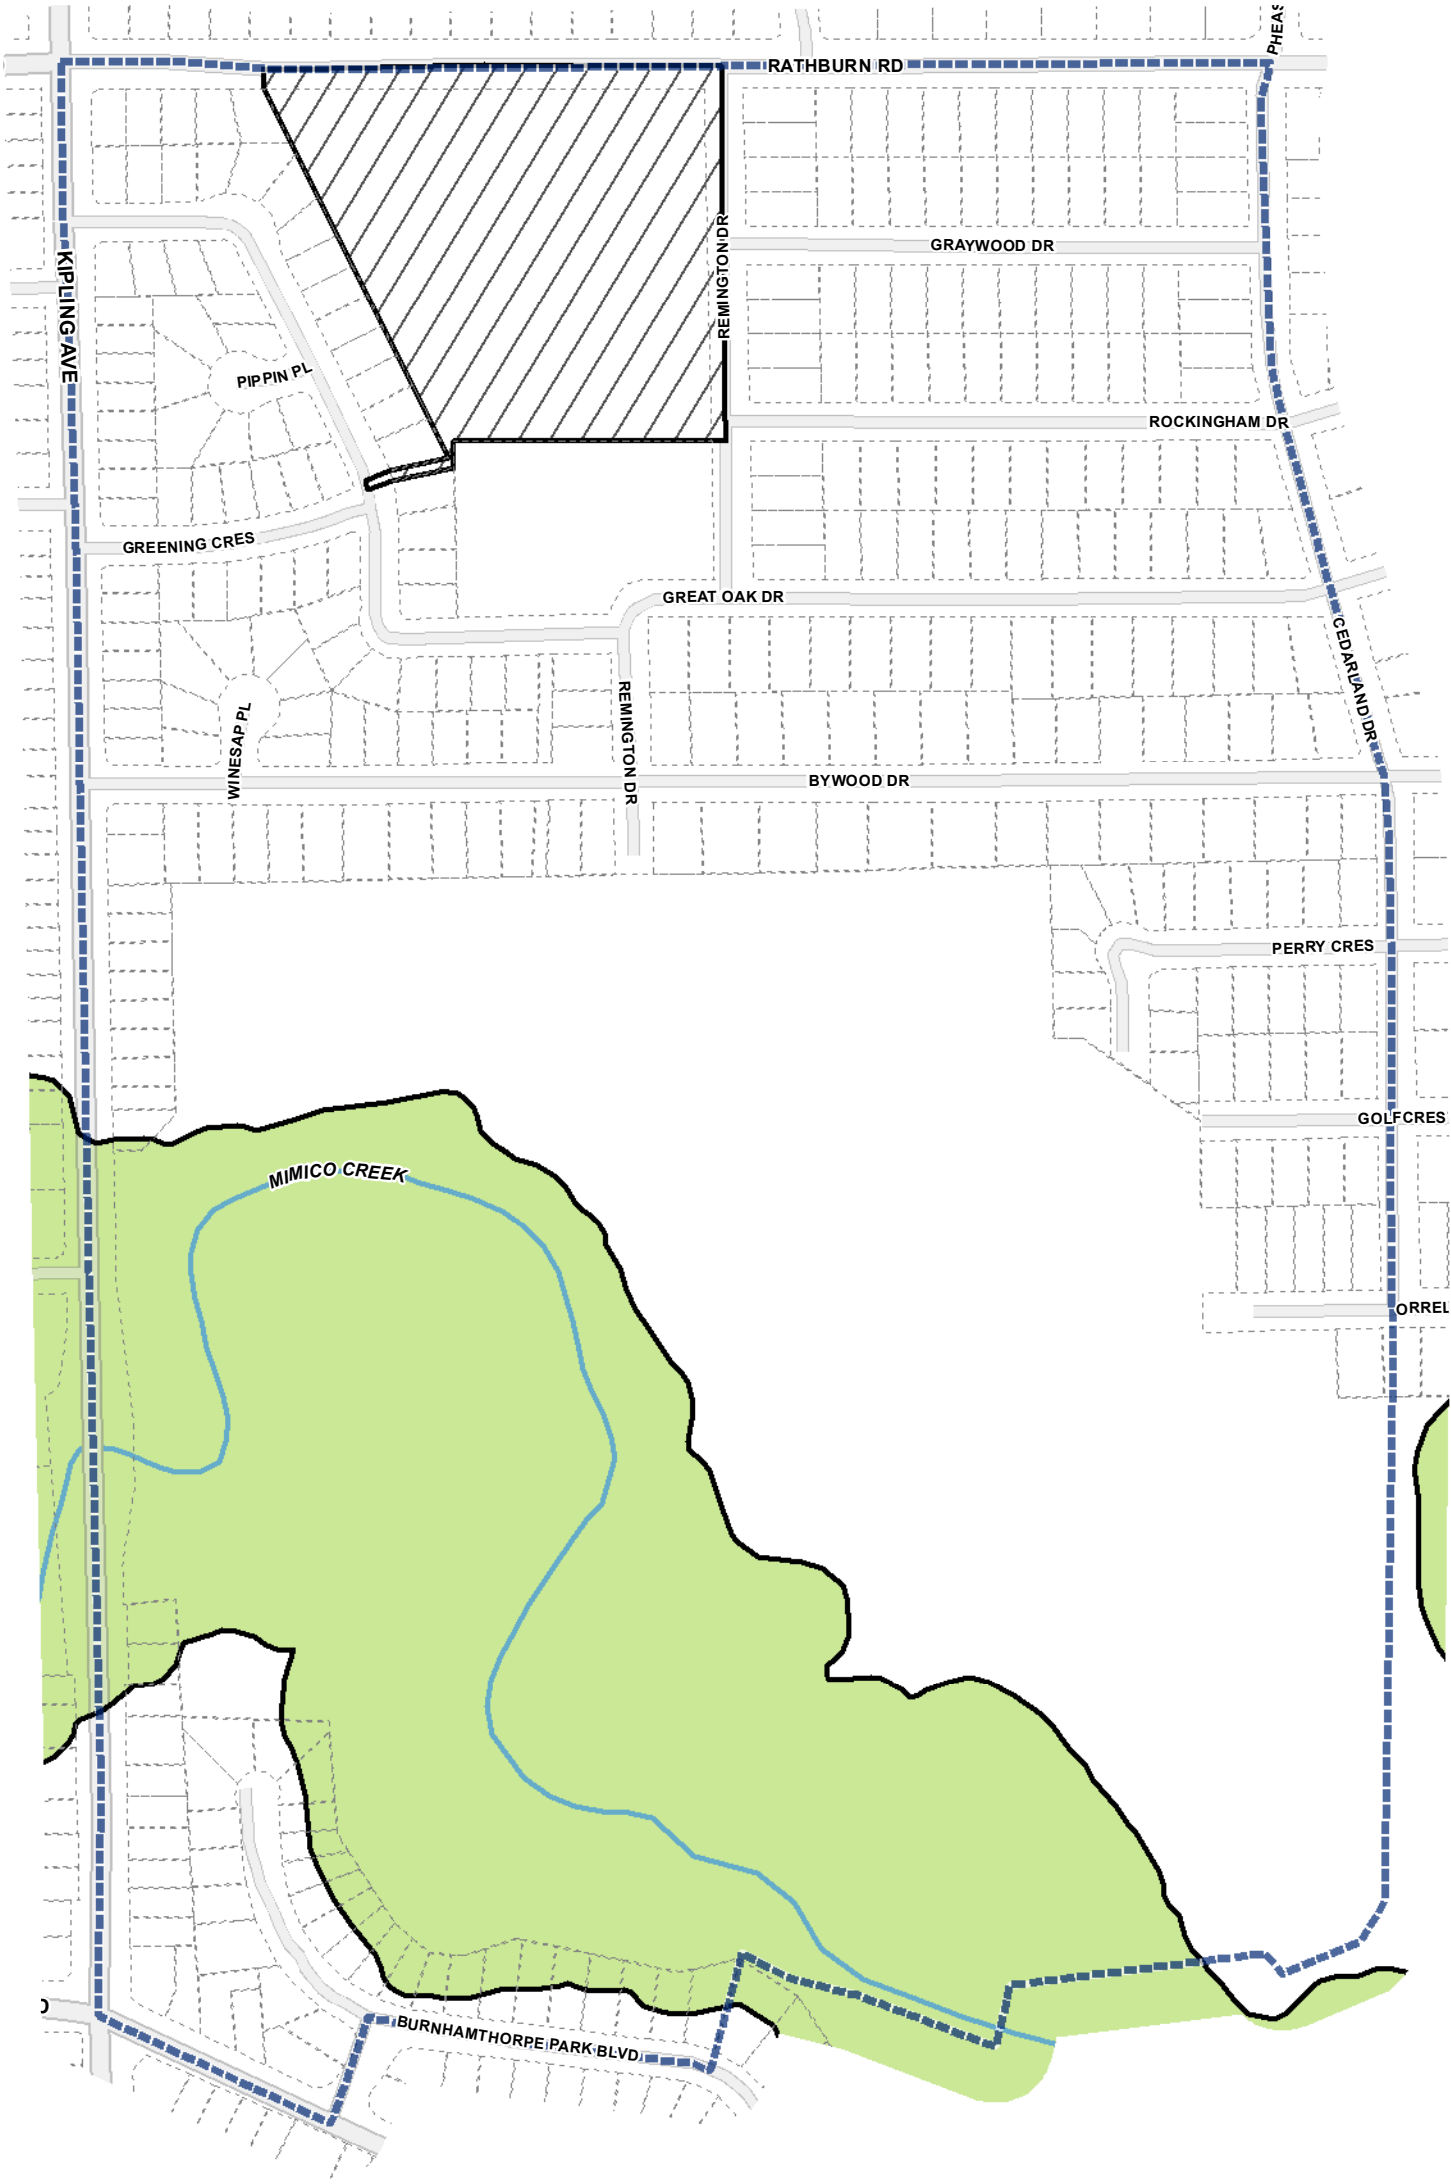 PHEAS
RATHBURN RD
KIPLING AVE
REMINGTON DR
GRAYWOOD DR
PIPPIN PL
ROCKINGHAM DR
GREENING CRES
GREAT OAK DR
CEDARLAND DR
REMINGTON DR
WINESAP PL
BYWOOD DR
PERRY CRES
GOLFCRES
MIMICO CREEK
ORREL
D
BURNHAMTHORPE PARK BLVD